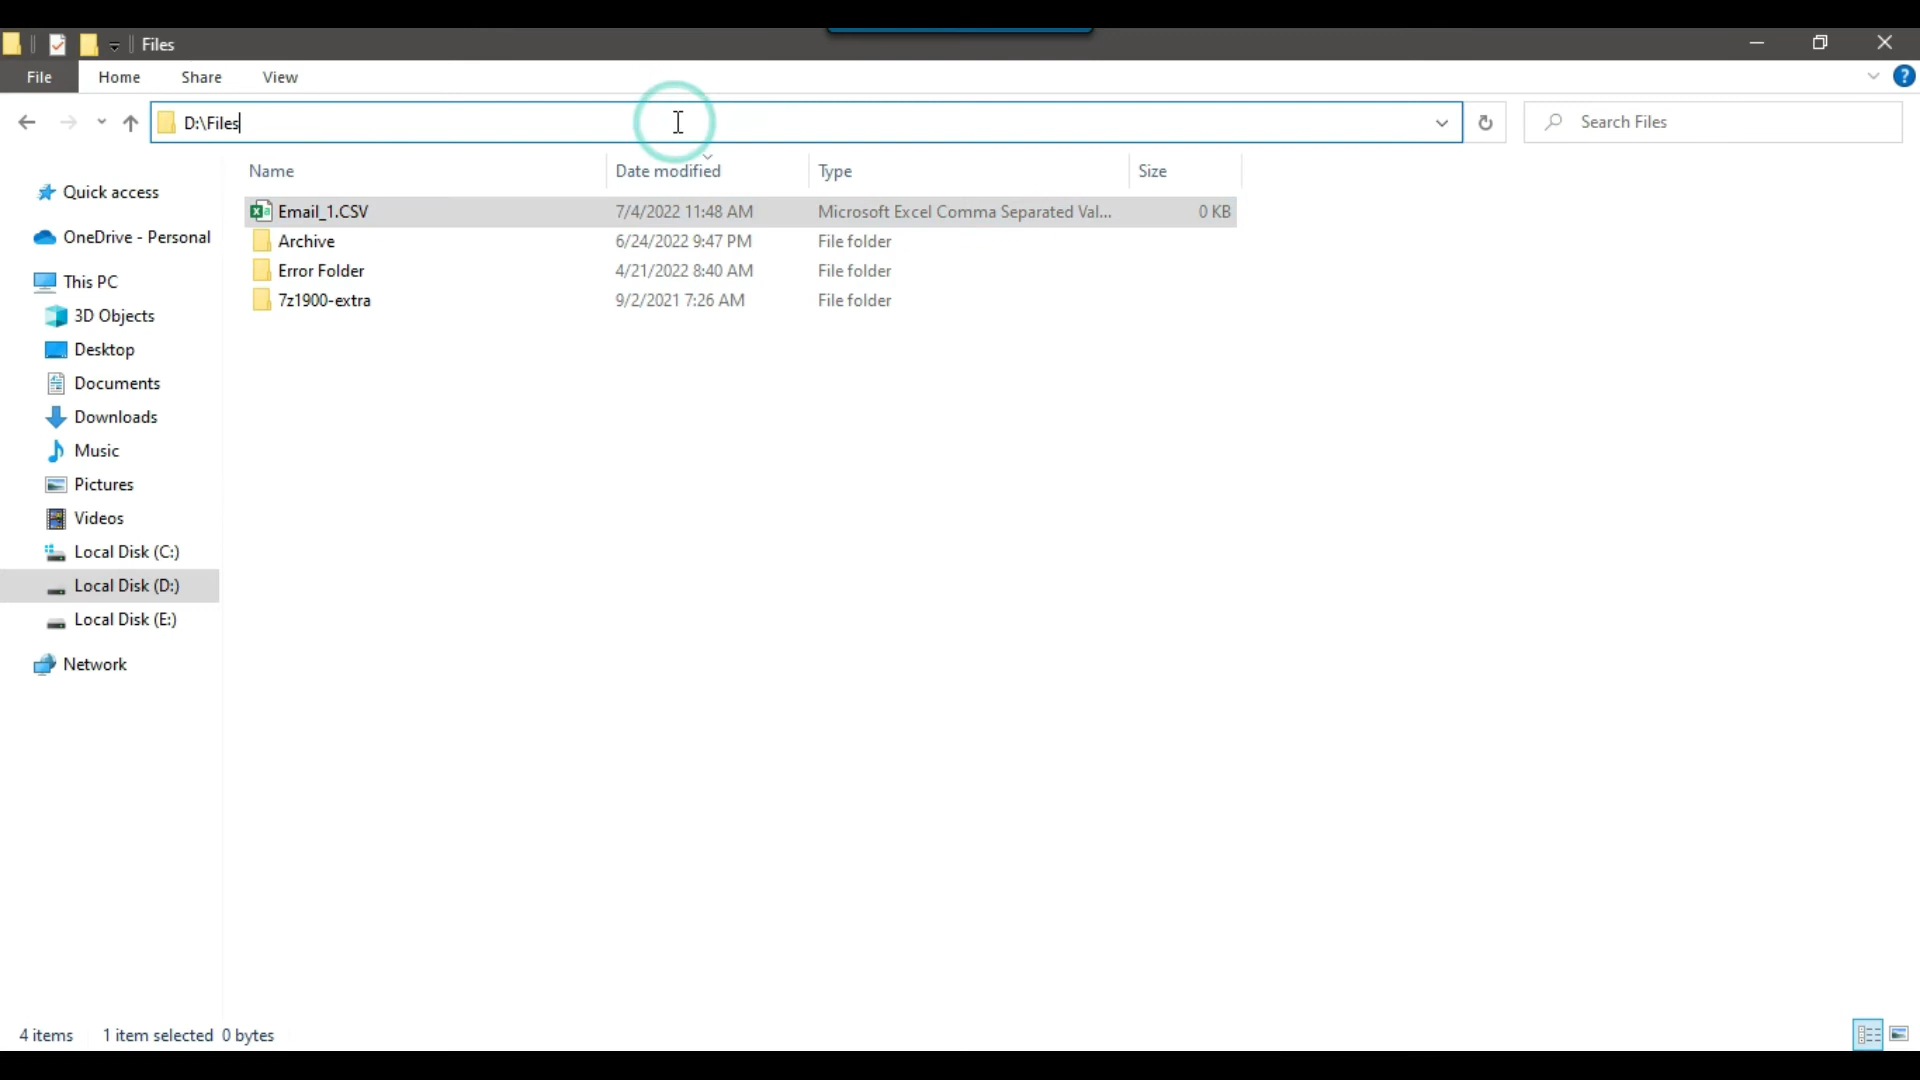 Files
File Home Share View
D:\Files
Search Files
Name Date modified Type Size
Email_1.CSV 7/4/2022 11:48 AM Microsoft Excel Comma Separated Val... 0 KB
Archive 6/24/2022 9:47 PM File folder
Error Folder 4/21/2022 8:40 AM File folder
7z1900-extra 9/2/2021 7:26 AM File folder
Quick access
OneDrive - Personal
This PC
3D Objects
Desktop
Documents
Downloads
Music
Pictures
Videos
Local Disk (C:)
Local Disk (D:)
Local Disk (E:)
Network
4 items 1 item selected 0 bytes